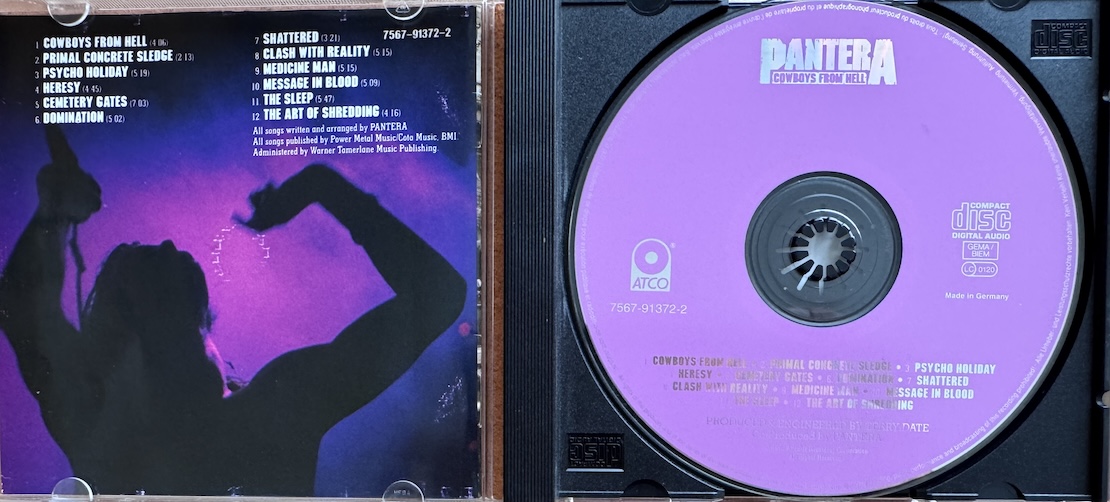 1 COWBOYS FROM HELL (4 06)
2. PRIMAL CONCRETE SLEDGE (2 13)
3 PSYCHO HOLIDAY (5 19)
4 HERESY (4 45)
5 CEMETERY GATES (7 03)
6. DOMINATION (5 02)
7 SHATTERED (3 21)
8 CLASH WITH REALITY (5 15)
9. MEDICINE MAN (5 15)
10 MESSAGE IN BLOOD (5 09)
11 THE SLEEP (5 47)
12. THE ART OF SHREDDING (4 16)
All songs written and arranged by PANTERA
All songs published by Power Metal Music/Cota Music, BMI
Administered by Warner Tamerlane Music Publishing
7567-91372-2
PANTERA
COWBOYS FROM HELL
ATCO
®
7567-91372-2
COMPACT
disc
DIGITAL AUDIO
GEMA/
BIEM
LC 0120
Made in Germany
COWBOYS FROM HELL PRIMAL CONCRETE SLEDGE • 3 PSYCHO HOLIDAY
HERESY • CEMETERY GATES • DOMINATION • 7 SHATTERED
CLASH WITH REALITY • MEDICINE MAN • MESSAGE IN BLOOD
THE SLEEP • 12 THE ART OF SHREDDING
ENGINEERED BY TERRY DATE